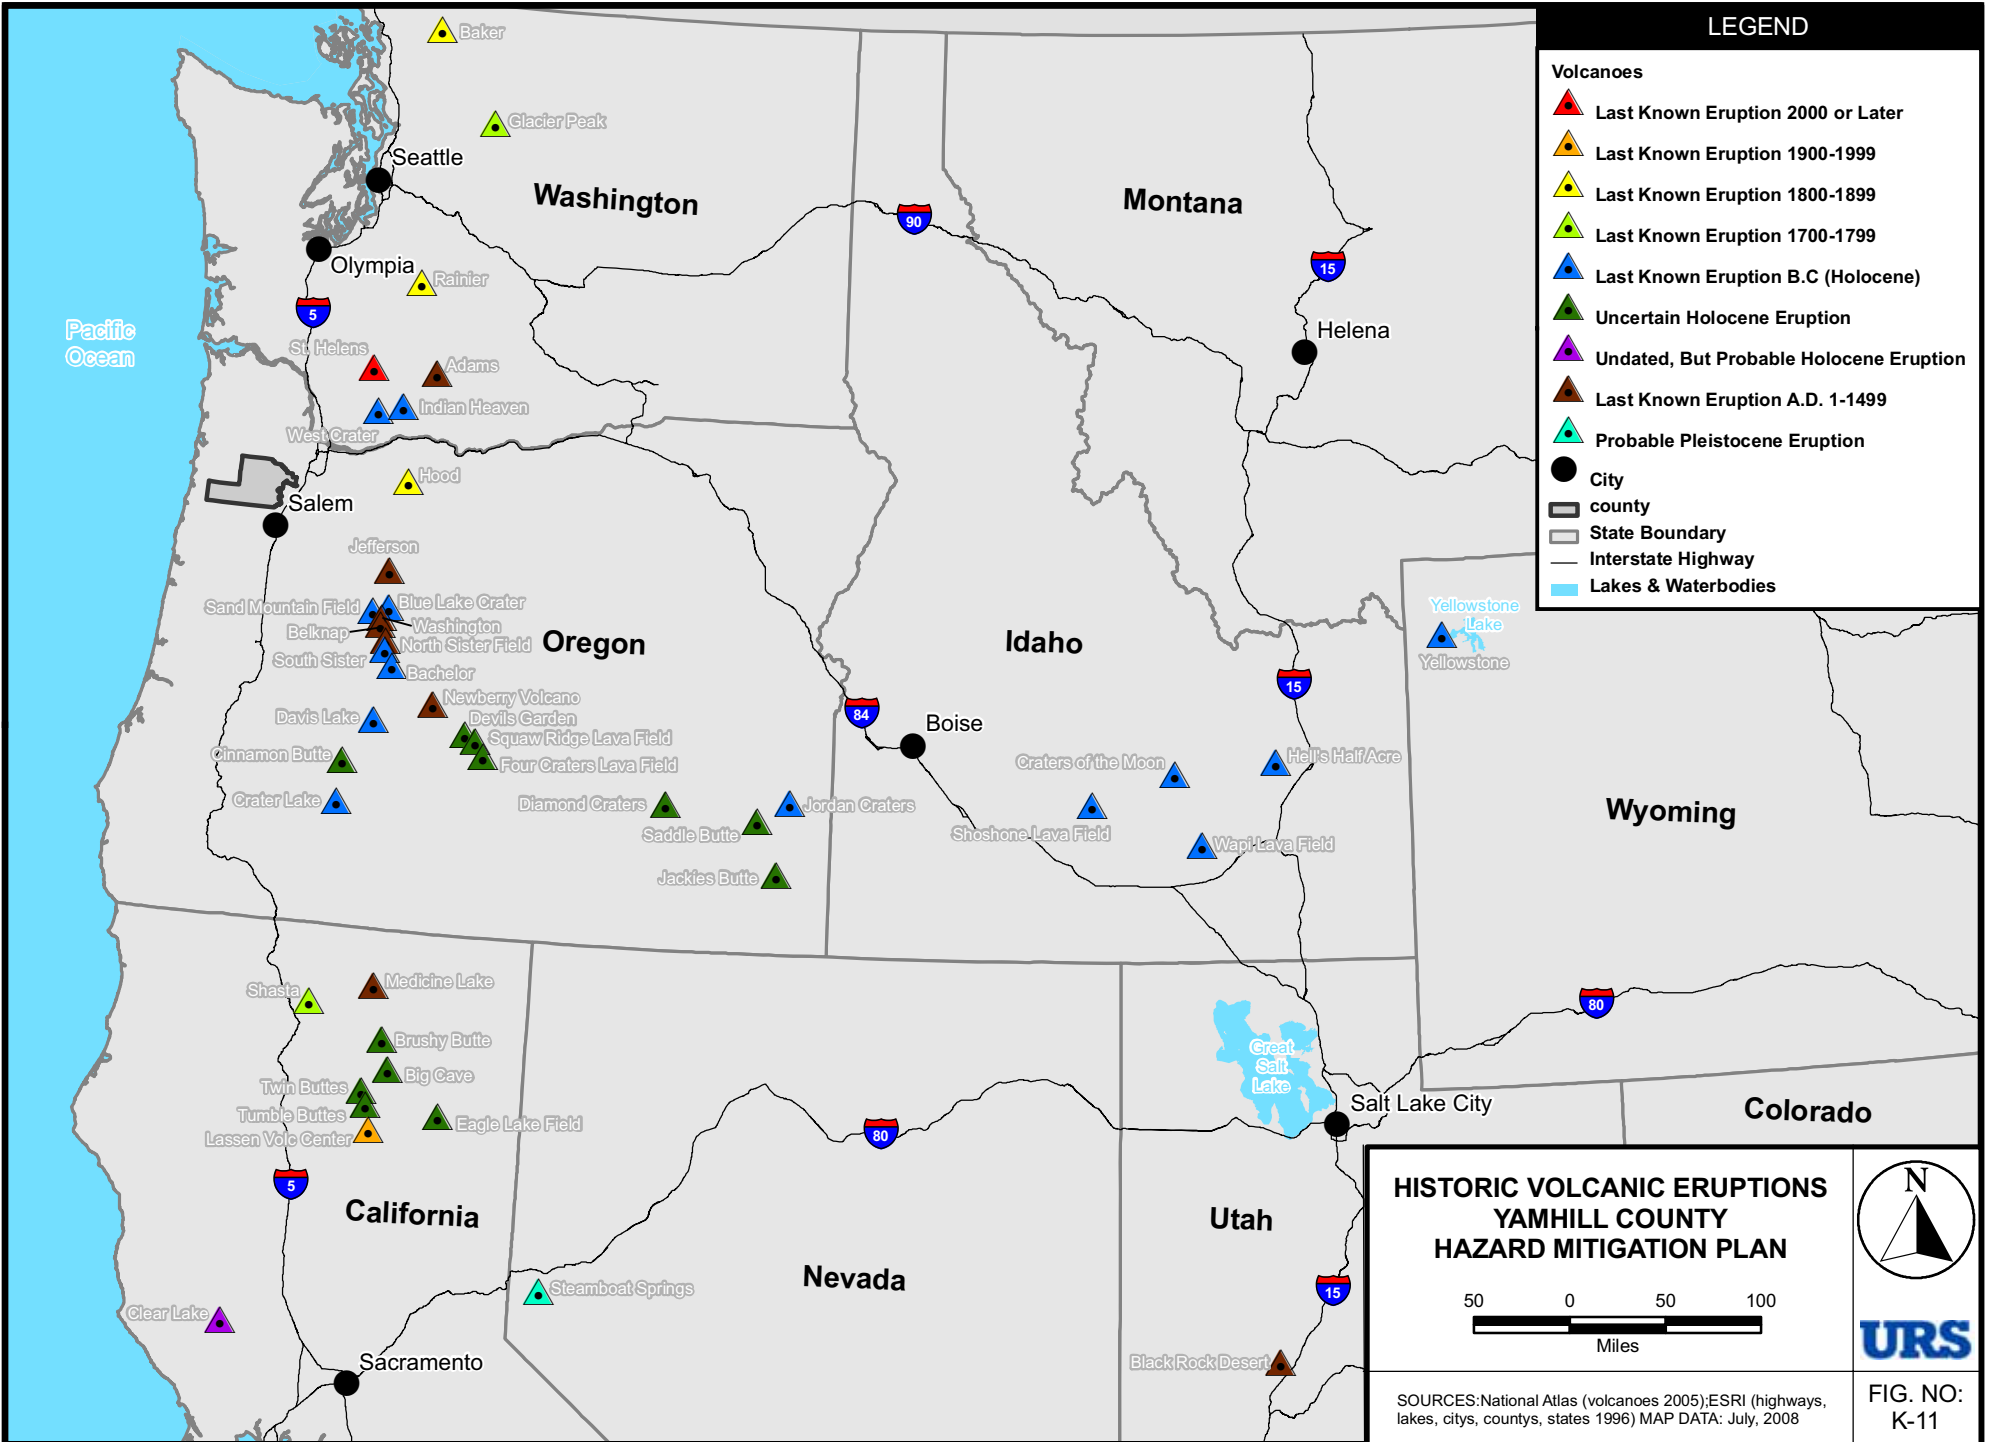 LEGEND
Volcanoes
Last Known Eruption 2000 or Later
Last Known Eruption 1900-1999
Last Known Eruption 1800-1899
Last Known Eruption 1700-1799
Last Known Eruption B.C (Holocene)
Uncertain Holocene Eruption
Undated, But Probable Holocene Eruption
Last Known Eruption A.D. 1-1499
Probable Pleistocene Eruption
City
county
State Boundary
Interstate Highway
Lakes & Waterbodies
Baker
Glacier Peak
Seattle
Washington
Montana
90
Olympia
Rainier
15
5
Pacific
Ocean
Helena
St. Helens
Adams
Indian Heaven
West Crater
Hood
Salem
Jefferson
Sand Mountain Field
Blue Lake Crater
Belknap
Washington
North Sister Field
South Sister
Bachelor
Oregon
Idaho
Yellowstone
Lake
Yellowstone
15
Newberry Volcano
Devils Garden
Davis Lake
Squaw Ridge Lava Field
Cinnamon Butte
Four Craters Lava Field
84
Boise
Craters of the Moon
Hell's Half Acre
Crater Lake
Diamond Craters
Jordan Craters
Saddle Butte
Shoshone Lava Field
Wapi Lava Field
Wyoming
Jackies Butte
Shasta
Medicine Lake
80
Brushy Butte
Great
Salt
Lake
Big Cave
Twin Buttes
Tumble Buttes
Lassen Volc Center
Eagle Lake Field
80
Salt Lake City
Colorado
5
California
Utah
Nevada
Steamboat Springs
15
Clear Lake
Sacramento
Black Rock Desert
HISTORIC VOLCANIC ERUPTIONS
YAMHILL COUNTY
HAZARD MITIGATION PLAN
50 0 50 100
Miles
N
URS
SOURCES:National Atlas (volcanoes 2005);ESRI (highways,
lakes, citys, countys, states 1996) MAP DATA: July, 2008
FIG. NO:
K-11